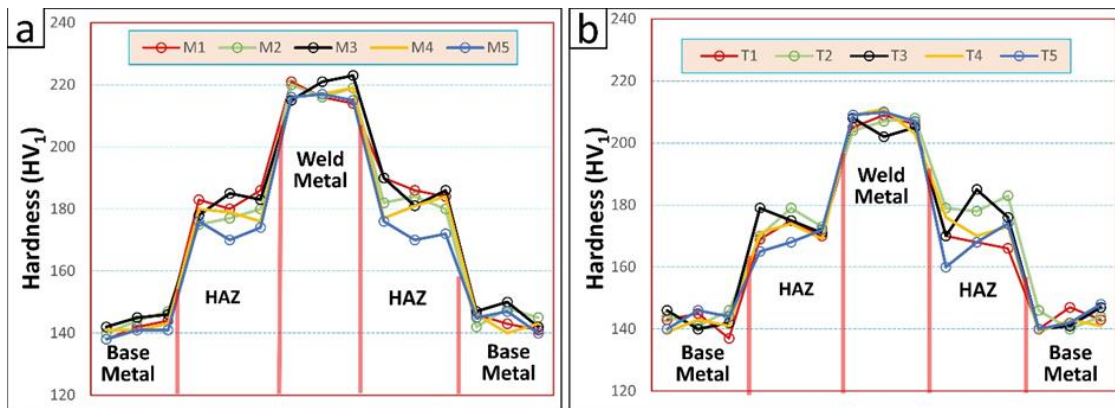 a
M1 M2 M3 M4 M5
Hardness (HV1)
240
220
200
180
160
140
120
Weld
Metal
HAZ
HAZ
Base
Metal
Base
Metal
b
T1 T2 T3 T4 T5
Hardness (HV1)
240
220
200
180
160
140
120
Weld
Metal
HAZ
HAZ
Base
Metal
Base
Metal